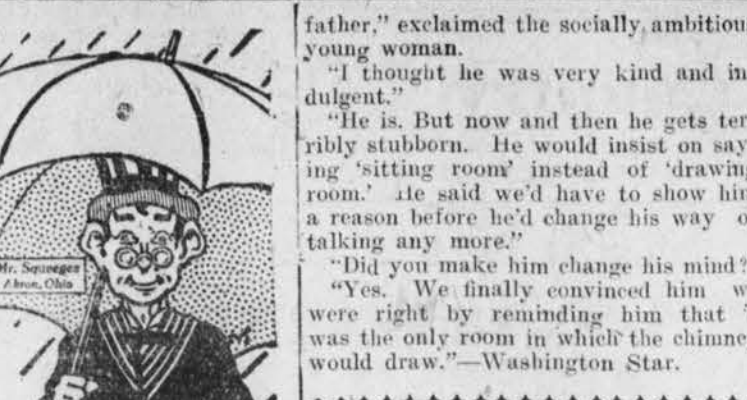 Mr. Squeegee
Akron, Ohio
father," exclaimed the socially ambitiou
young woman.
"I thought he was very kind and in
dulgent."
"He is. But now and then he gets ter
ribly stubborn. He would insist on say
ing 'sitting room' instead of 'drawing
room.' He said we'd have to show him
a reason before he'd change his way o
talking any more."
"Did you make him change his mind?
"Yes. We finally convinced him w
were right by reminding him that
was the only room in which the chimne
would draw."—Washington Star.